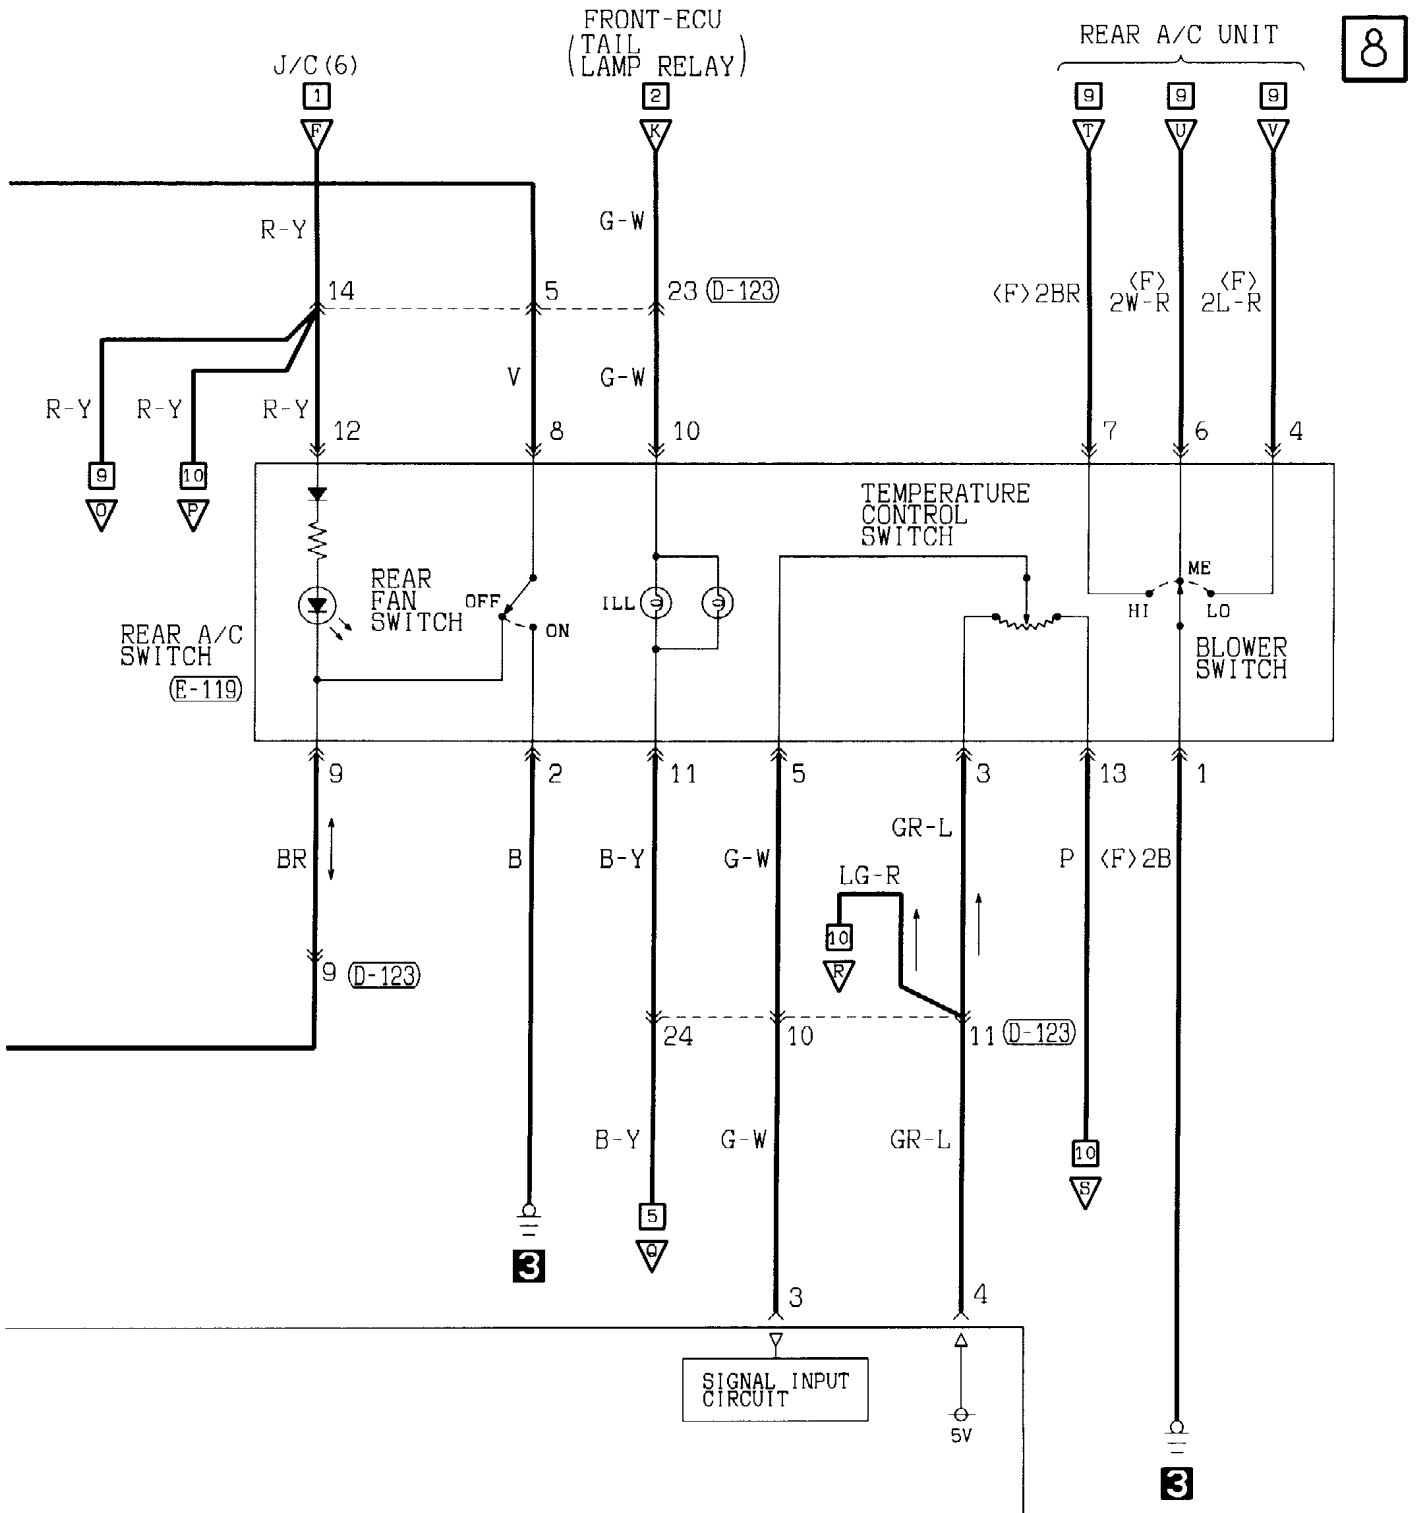 FRONT-ECU
(TAIL
LAMP RELAY)
REAR A/C UNIT
8
J/C(6)
1
2
9
9
9
F
K
T
U
V
R-Y
G-W
14
5
23 (D-123)
<F>2BR
<F>
2W-R
<F>
2L-R
R-Y
R-Y
R-Y
V
G-W
12
8
10
7
6
4
9
10
O
P
TEMPERATURE
CONTROL
SWITCH
REAR
FAN
SWITCH
OFF
ON
ILL
ME
HI
LO
REAR A/C
SWITCH
(E-119)
BLOWER
SWITCH
9
2
11
5
3
13
1
BR
B
B-Y
G-W
GR-L
P
<F>2B
LG-R
10
R
9 (D-123)
24
10
11 (D-123)
B-Y
G-W
GR-L
10
S
5
Q
3
3
4
SIGNAL INPUT
CIRCUIT
5V
3